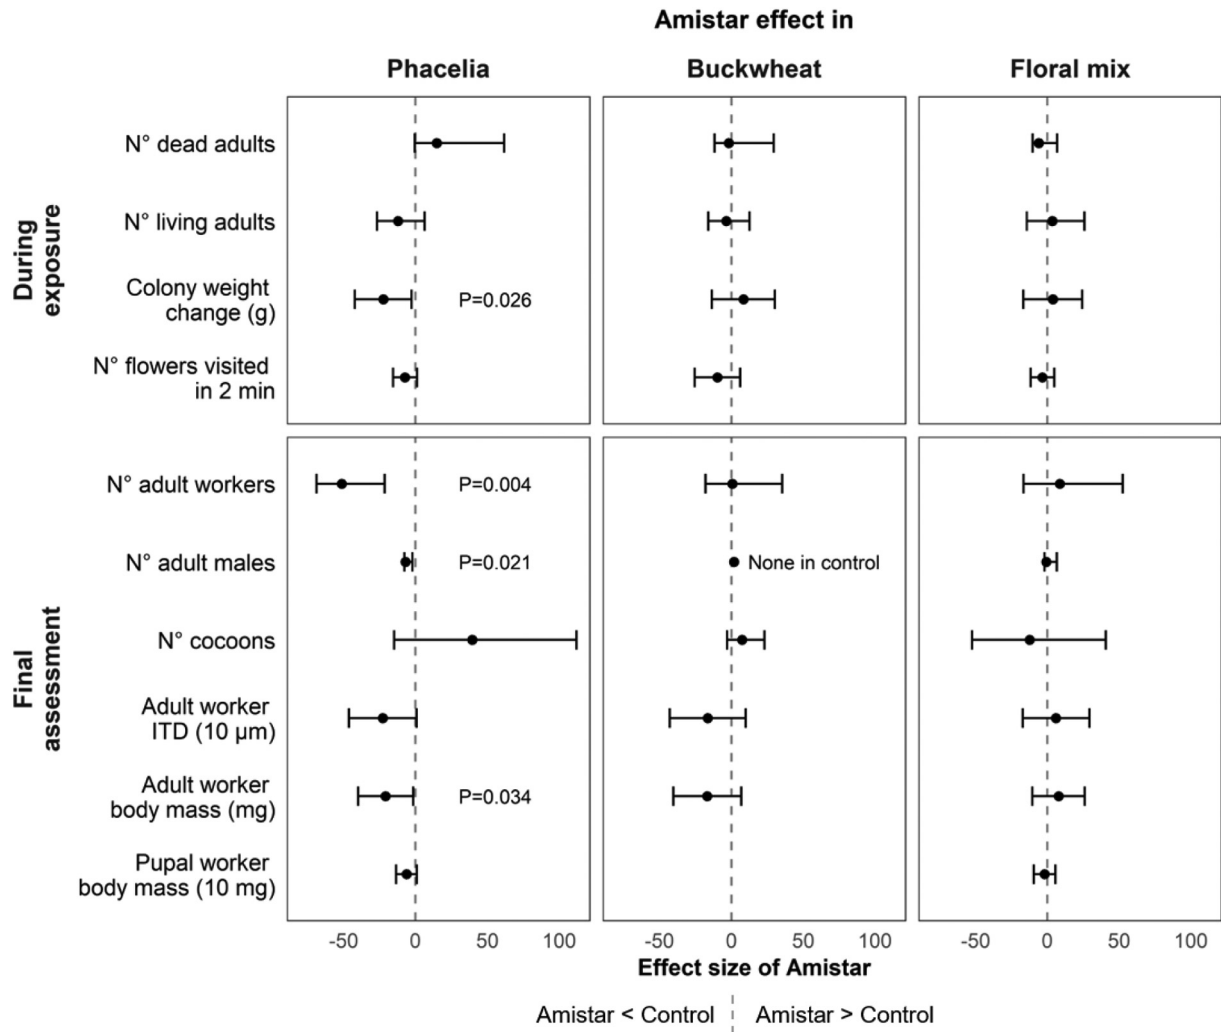 Amistar effect in
Phacelia
Buckwheat
Floral mix
During
exposure
N° dead adults
N° living adults
Colony weight
change (g)
P=0.026
N° flowers visited
in 2 min
Final
assessment
N° adult workers
P=0.004
N° adult males
P=0.021
None in control
N° cocoons
Adult worker
ITD (10 µm)
Adult worker
body mass (mg)
P=0.034
Pupal worker
body mass (10 mg)
-50 0 50 100
-50 0 50 100
-50 0 50 100
Effect size of Amistar
Amistar < Control
Amistar > Control